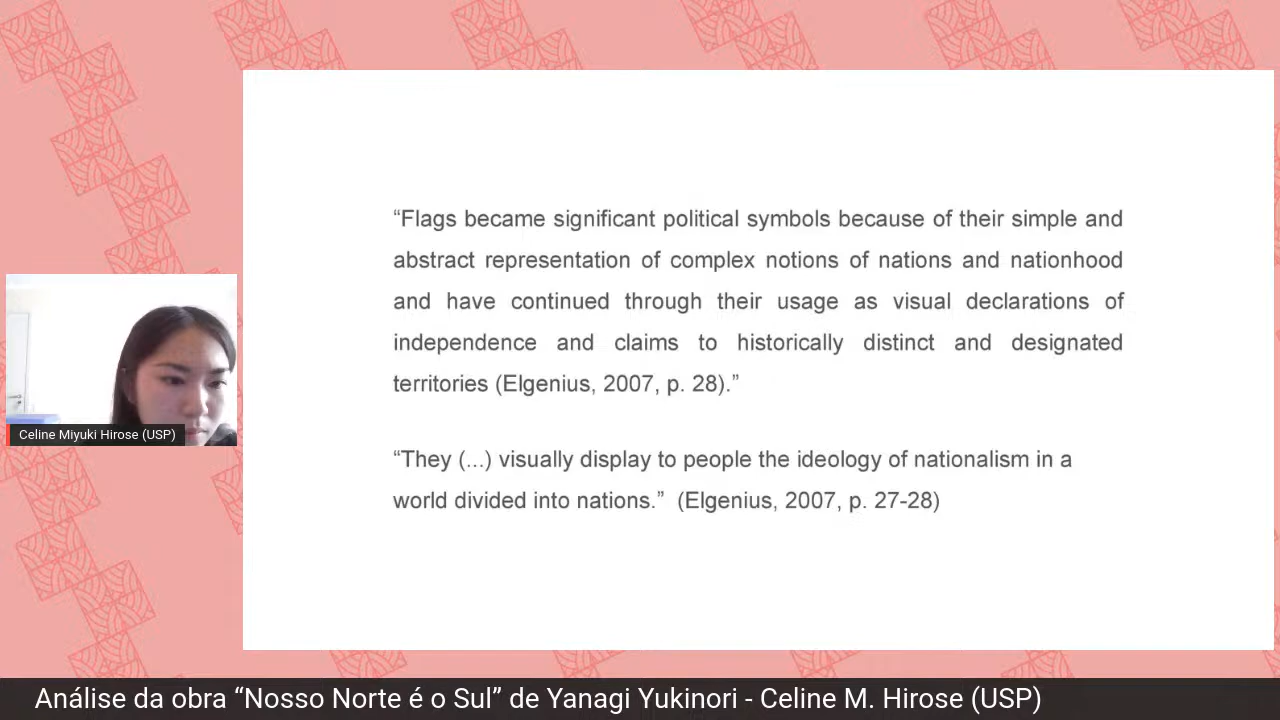 “Flags became significant political symbols because of their simple and
abstract representation of complex notions of nations and nationhood
and have continued through their usage as visual declarations of
independence and claims to historically distinct and designated
territories (Elgenius, 2007, p. 28).”
“They (...) visually display to people the ideology of nationalism in a
world divided into nations.”  (Elgenius, 2007, p. 27-28)
Celine Miyuki Hirose (USP)
Análise da obra “Nosso Norte é o Sul” de Yanagi Yukinori - Celine M. Hirose (USP)